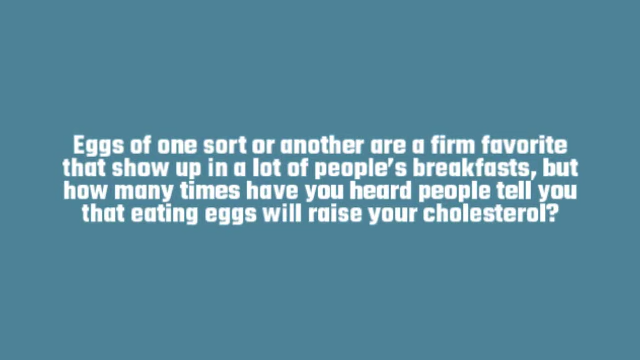 Eggs of one sort or another are a firm favorite
that show up in a lot of people’s breakfasts, but
how many times have you heard people tell you
that eating eggs will raise your cholesterol?